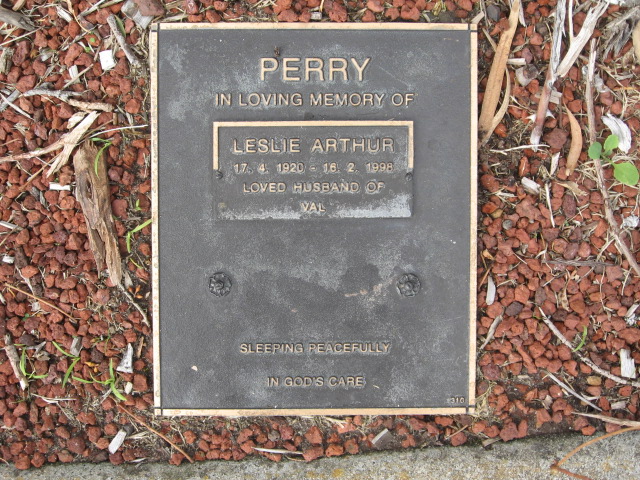 PERRY
IN LOVING MEMORY OF
LESLIE ARTHUR
17. 4. 1920 - 16. 2. 1998
LOVED HUSBAND OF
VAL
SLEEPING PEACEFULLY
IN GOD'S CARE